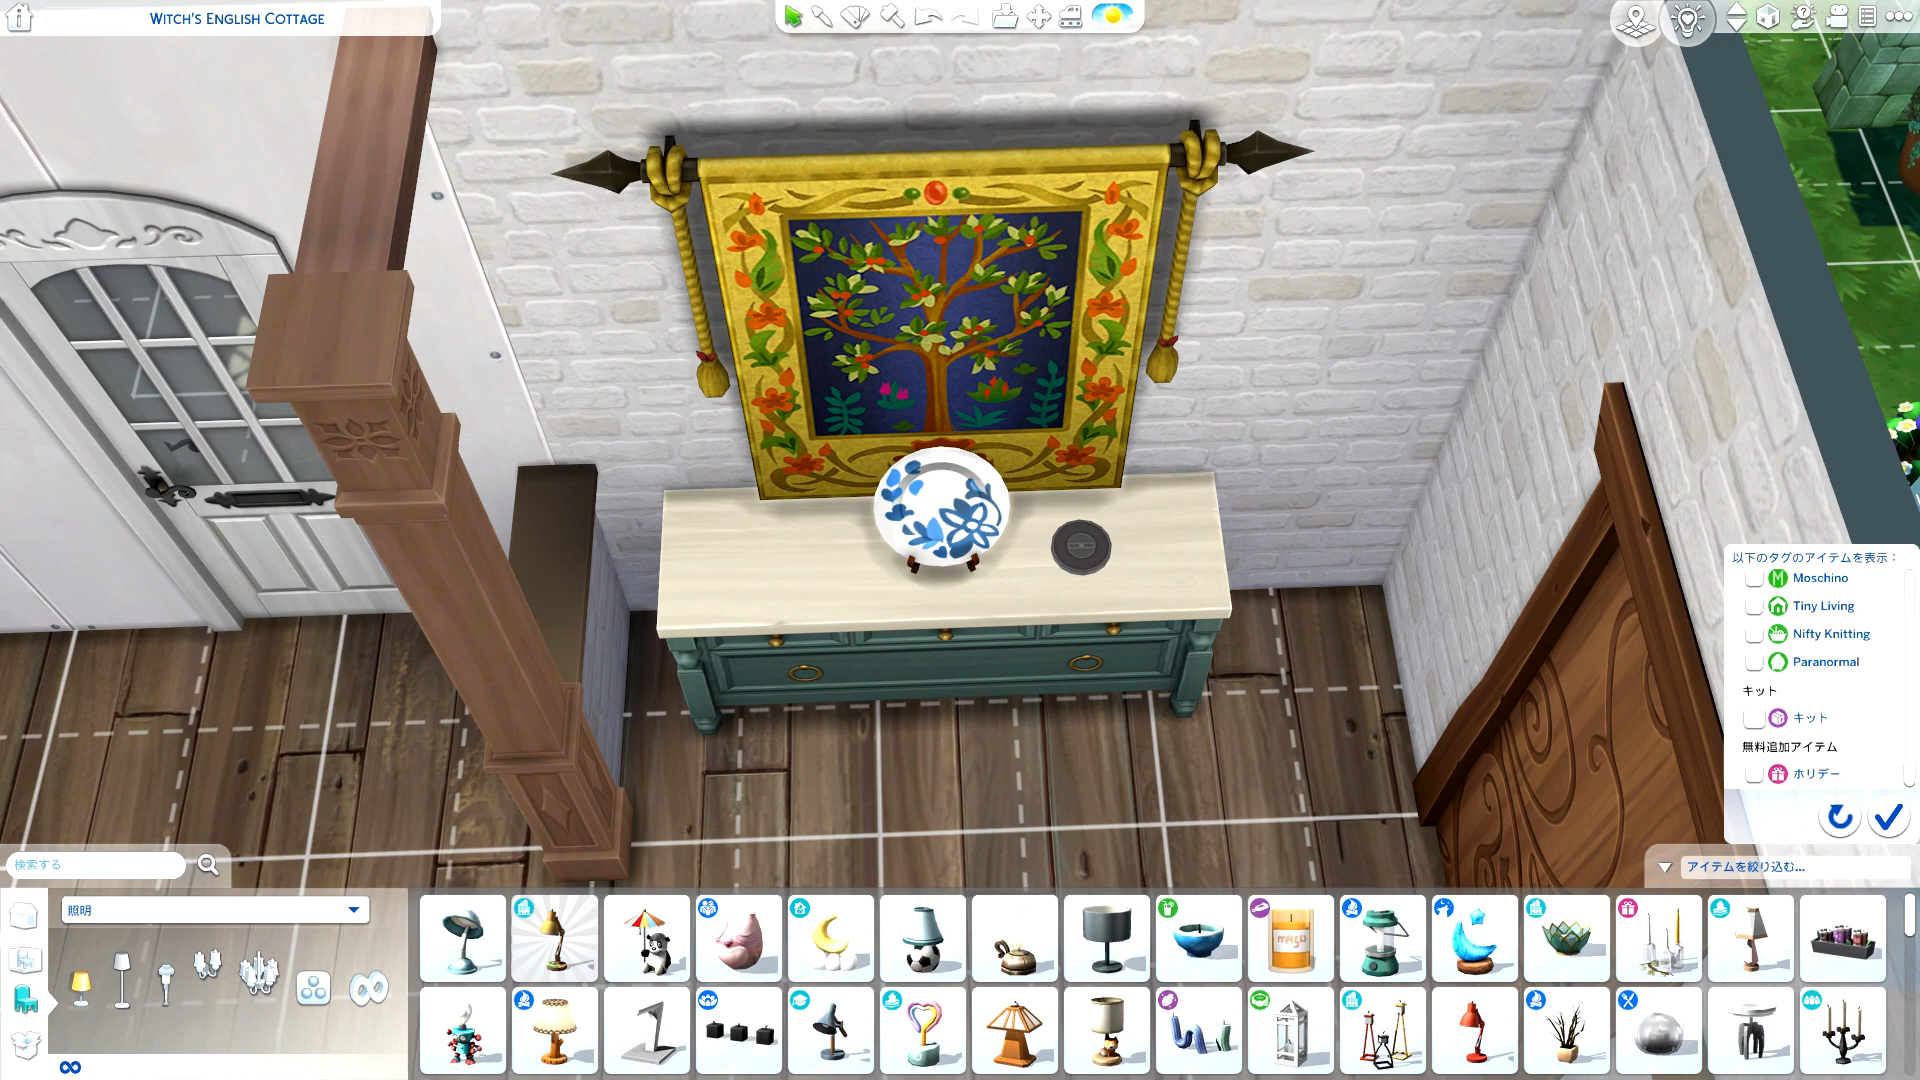 WITCH'S ENGLISH COTTAGE
以下のタグのアイテムを表示：
Moschino
Tiny Living
Nifty Knitting
Paranormal
キット
キット
無料追加アイテム
ホリデー
検索する
アイテムを絞り込む...
照明